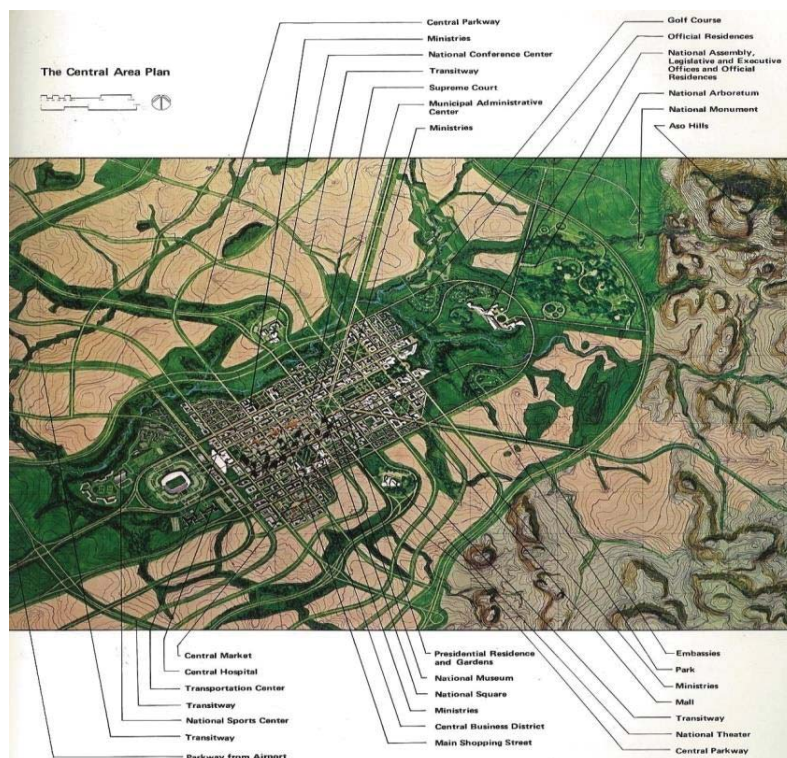 The Central Area Plan
Central Parkway
Ministries
National Conference Center
Transitway
Supreme Court
Municipal Administrative
Center
Ministries
Golf Course
Official Residences
National Assembly,
Legislative and Executive
Offices and Official
Residences
National Arboretum
National Monument
Aso Hills
Central Market
Central Hospital
Transportation Center
Transitway
National Sports Center
Transitway
Parkway from Airport
Presidential Residence
and Gardens
National Museum
National Square
Ministries
Central Business District
Main Shopping Street
Embassies
Park
Ministries
Mall
Transitway
National Theater
Central Parkway